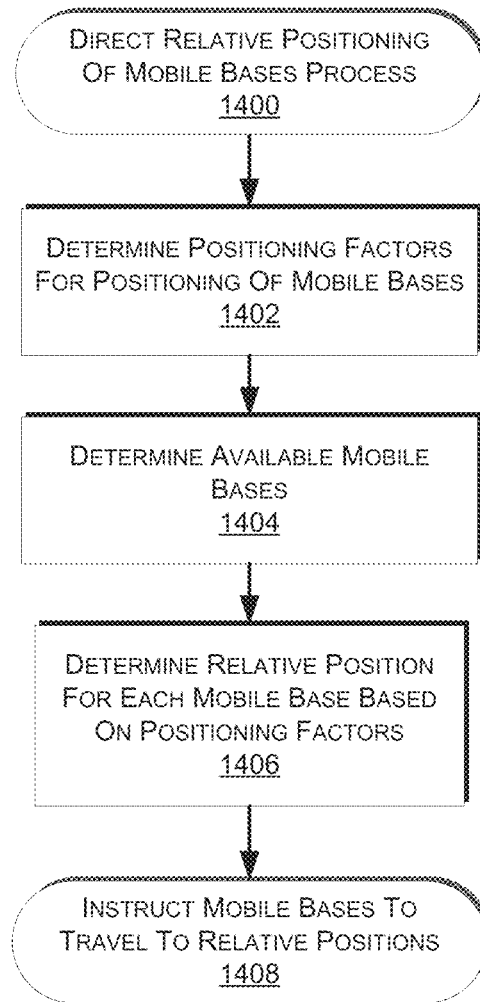 DIRECT RELATIVE POSITIONING
OF MOBILE BASES PROCESS
1400
DETERMINE POSITIONING FACTORS
FOR POSITIONING OF MOBILE BASES
1402
DETERMINE AVAILABLE MOBILE
BASES
1404
DETERMINE RELATIVE POSITION
FOR EACH MOBILE BASE BASED
ON POSITIONING FACTORS
1406
INSTRUCT MOBILE BASES TO
TRAVEL TO RELATIVE POSITIONS
1408